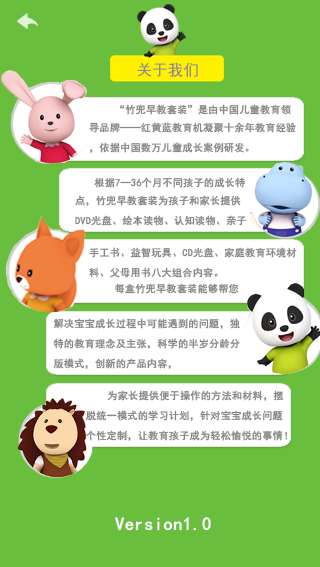 关于我们
“竹兜早教套装”是由中国儿童教育领
导品牌——红黄蓝教育机凝聚十余年教育经验
，依据中国数万儿童成长案例研发。
根据7—36个月不同孩子的成长特
点，竹兜早教套装为孩子和家长提供
DVD光盘、绘本读物、认知读物、亲子
手工书、益智玩具、CD光盘、家庭教育环境材
料、父母用书八大组合内容。
每盒竹兜早教套装能够帮您
解决宝宝成长过程中可能遇到的问题，独
特的教育理念及主张，科学的半岁分龄分
版模式，创新的产品内容，
为家长提供便于操作的方法和材料，摆
脱统一模式的学习计划，针对宝宝成长问题
个性定制，让教育孩子成为轻松愉悦的事情！
Version1.0